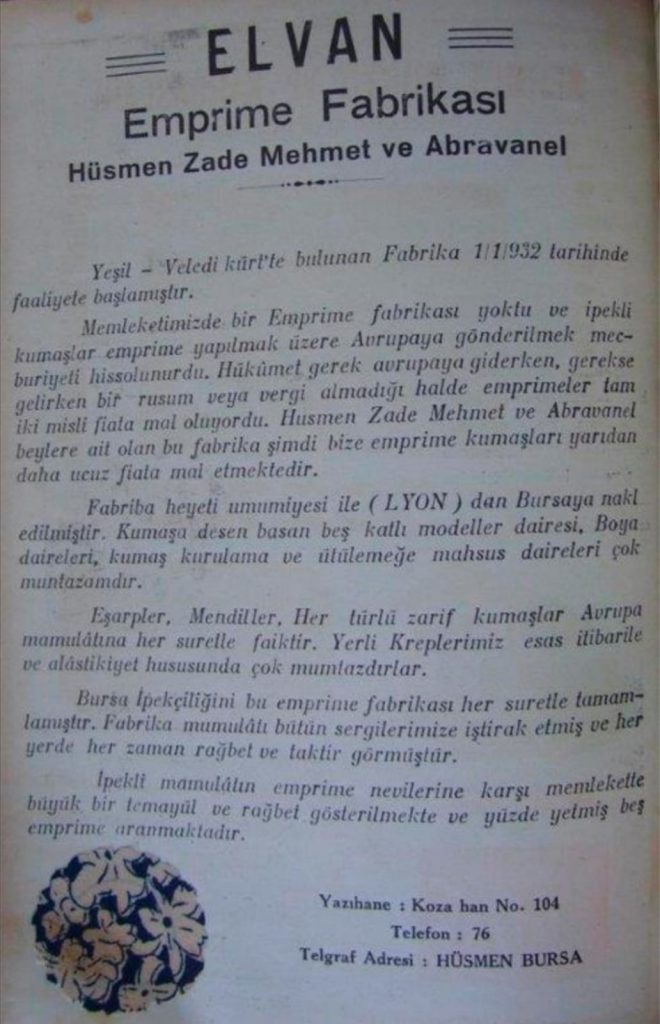 ELVAN
Emprime Fabrikası
Hüsmen Zade Mehmet ve Abravanel
Yeşil - Veledi kürt'te bulunan Fabrika 1/1/932 tarihinde
faaliyete başlamıştır.
Memleketimizde bir Emprime fabrikası yoktu ve ipekli
kumaşlar emprime yapılmak üzere Avrupaya gönderilmek mec-
buriyeti hissolunurdu. Hükûmet gerek avrupaya giderken, gerekse
gelirken bir rusum veya vergi almadığı halde emprimeler tam
iki misli fiata mal oluyordu. Husmen Zade Mehmet ve Abravanel
beylere ait olan bu fabrika şimdi bize emprime kumaşları yarıdan
daha ucuz fiata mal etmektedir.
Fabriba heyeti umumiyesi ile ( LYON ) dan Bursaya nakl
edilmiştir. Kumaşa desen basan beş katlı modeller dairesi, Boya
daireleri, kumaş kurulama ve ütülemeğe mahsus daireleri çok
muntazamdır.
Eşarpler, Mendiller, Her türlü zarif kumaşlar Avrupa
mamulâtına her suretle faiktir. Yerli Kreplerimiz esas itibarile
ve alâstikiyet hususunda çok mumtazdırlar.
Bursa İpekçiliğini bu emprime fabrikası her suretle tamam-
lamıştır. Fabrika mumulâtı bütün sergilerimize iştirak etmiş ve her
yerde her zaman rağbet ve taktir görmüştür.
İpekli mamulâtın emprime nevilerine karşı memlekette
büyük bir temayül ve rağbet gösterilmekte ve yüzde yetmiş beş
emprime aranmaktadır.
Yazıhane : Koza han No. 104
Telefon : 76
Telgraf Adresi : HÜSMEN BURSA